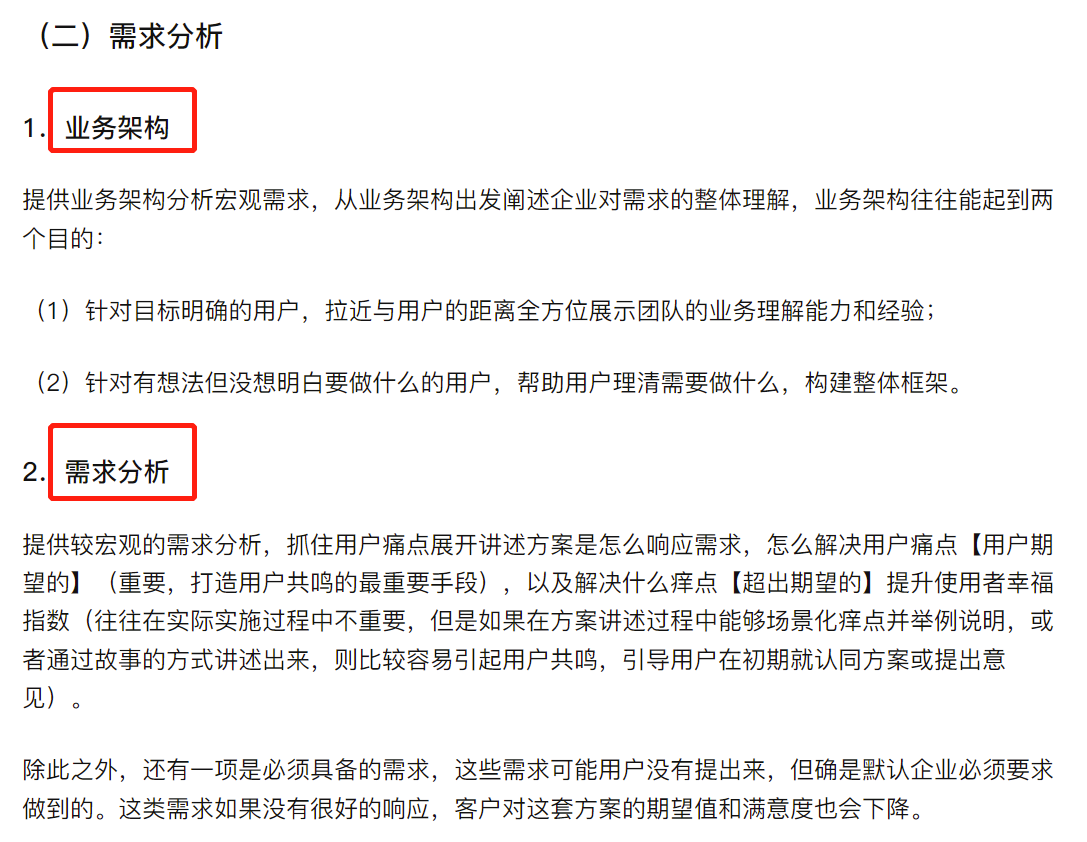 （二）需求分析
1. 业务架构
提供业务架构分析宏观需求，从业务架构出发阐述企业对需求的整体理解，业务架构往往能起到两
个目的：
（1）针对目标明确的用户，拉近与用户的距离全方位展示团队的业务理解能力和经验；
（2）针对有想法但没想明白要做什么的用户，帮助用户理清需要做什么，构建整体框架。
2. 需求分析
提供较宏观的需求分析，抓住用户痛点展开讲述方案是怎么响应需求，怎么解决用户痛点【用户期
望的】（重要，打造用户共鸣的最重要手段），以及解决什么痒点【超出期望的】提升使用者幸福
指数（往往在实际实施过程中不重要，但是如果在方案讲述过程中能够场景化痒点并举例说明，或
者通过故事的方式讲述出来，则比较容易引起用户共鸣，引导用户在初期就认同方案或提出意
见）。
除此之外，还有一项是必须具备的需求，这些需求可能用户没有提出来，但确是默认企业必须要求
做到的。这类需求如果没有很好的响应，客户对这套方案的期望值和满意度也会下降。